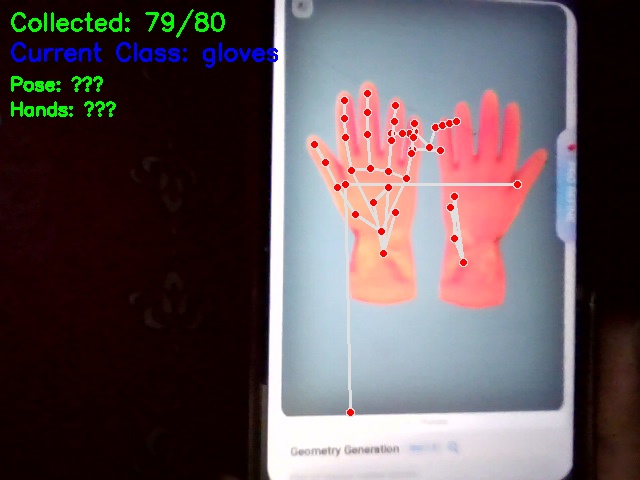 Collected: 79/80
Current Class: gloves
Pose: ???
Hands: ???
Geometry Generation